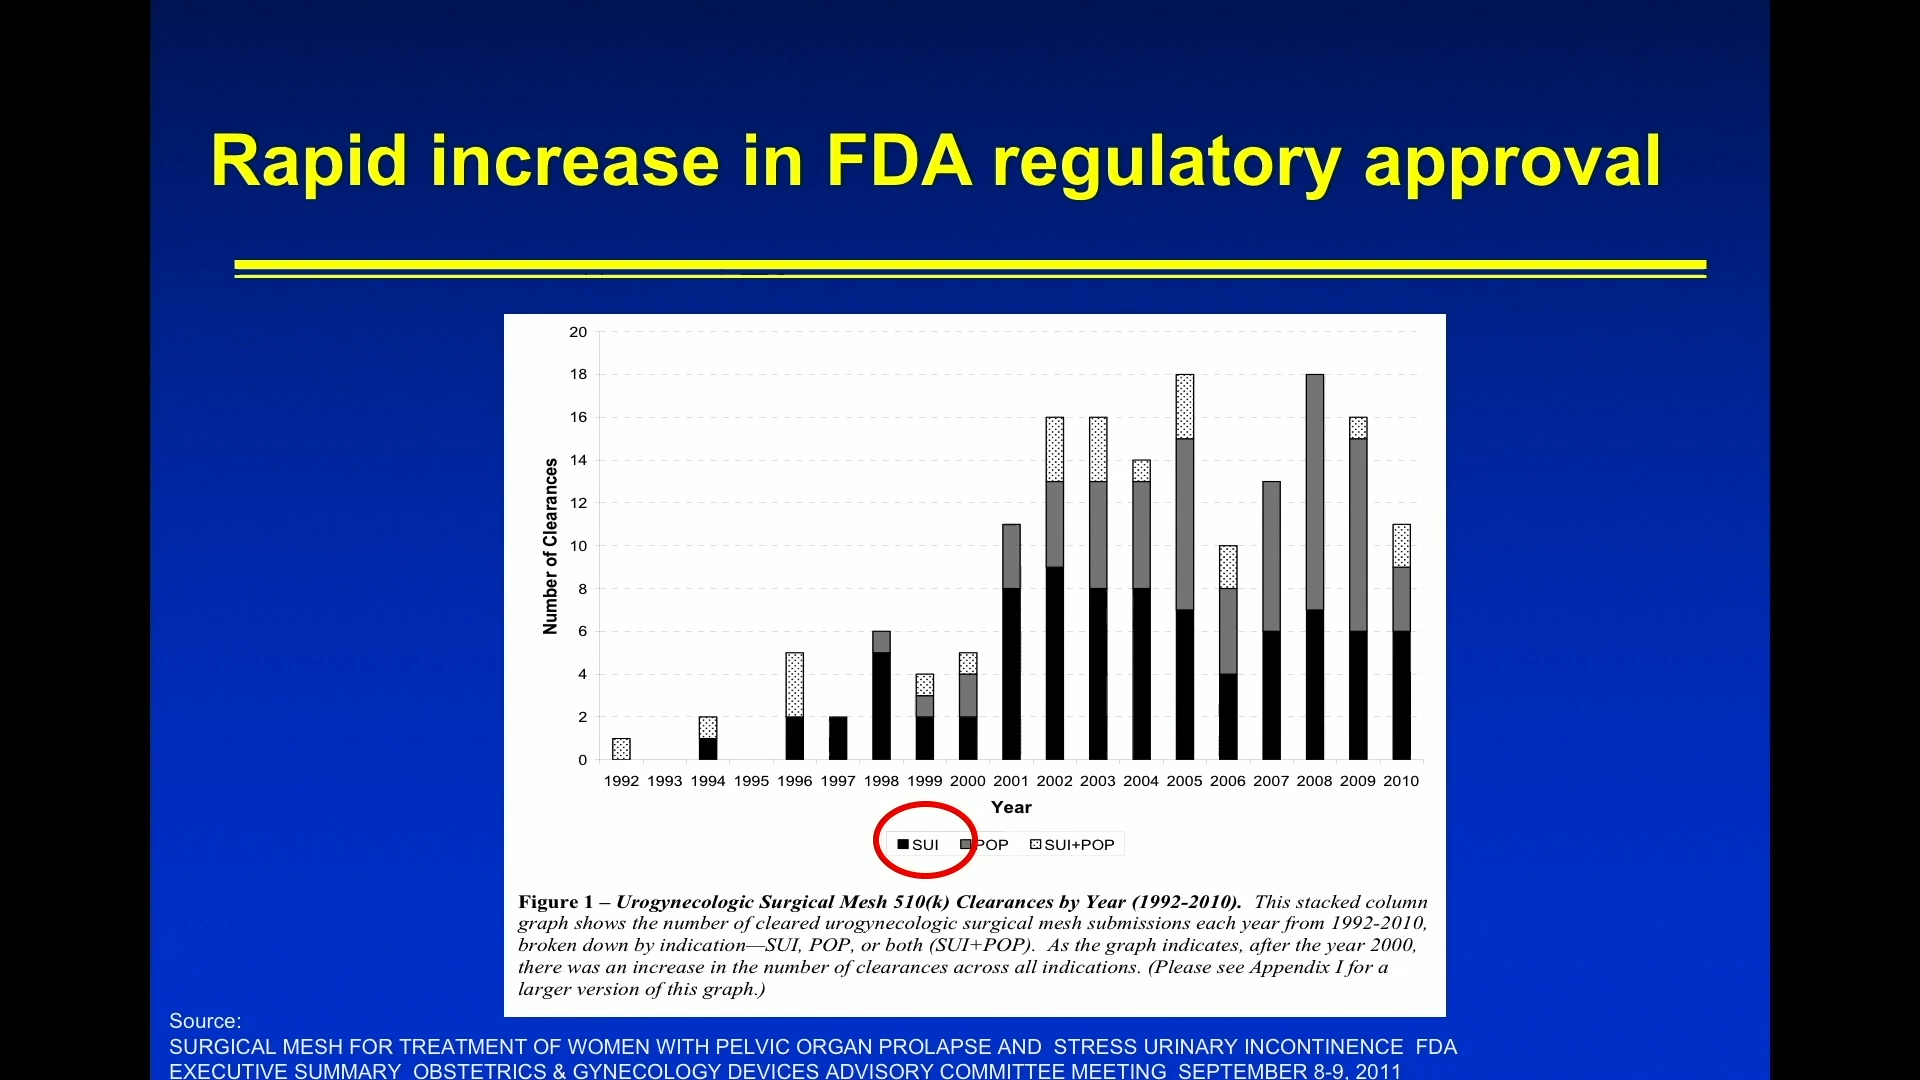 Rapid increase in FDA regulatory approval
20
18
16
14
12
10
8
6
4
2
0
Number of Clearances
1992 1993 1994 1995 1996 1997 1998 1999 2000 2001 2002 2003 2004 2005 2006 2007 2008 2009 2010
Year
SUI POP SUI+POP
Figure 1 – Urogynecologic Surgical Mesh 510(k) Clearances by Year (1992-2010). This stacked column
graph shows the number of cleared urogynecologic surgical mesh submissions each year from 1992-2010,
broken down by indication—SUI, POP, or both (SUI+POP). As the graph indicates, after the year 2000,
there was an increase in the number of clearances across all indications. (Please see Appendix I for a
larger version of this graph.)
Source:
SURGICAL MESH FOR TREATMENT OF WOMEN WITH PELVIC ORGAN PROLAPSE AND STRESS URINARY INCONTINENCE FDA
EXECUTIVE SUMMARY OBSTETRICS & GYNECOLOGY DEVICES ADVISORY COMMITTEE MEETING SEPTEMBER 8-9, 2011